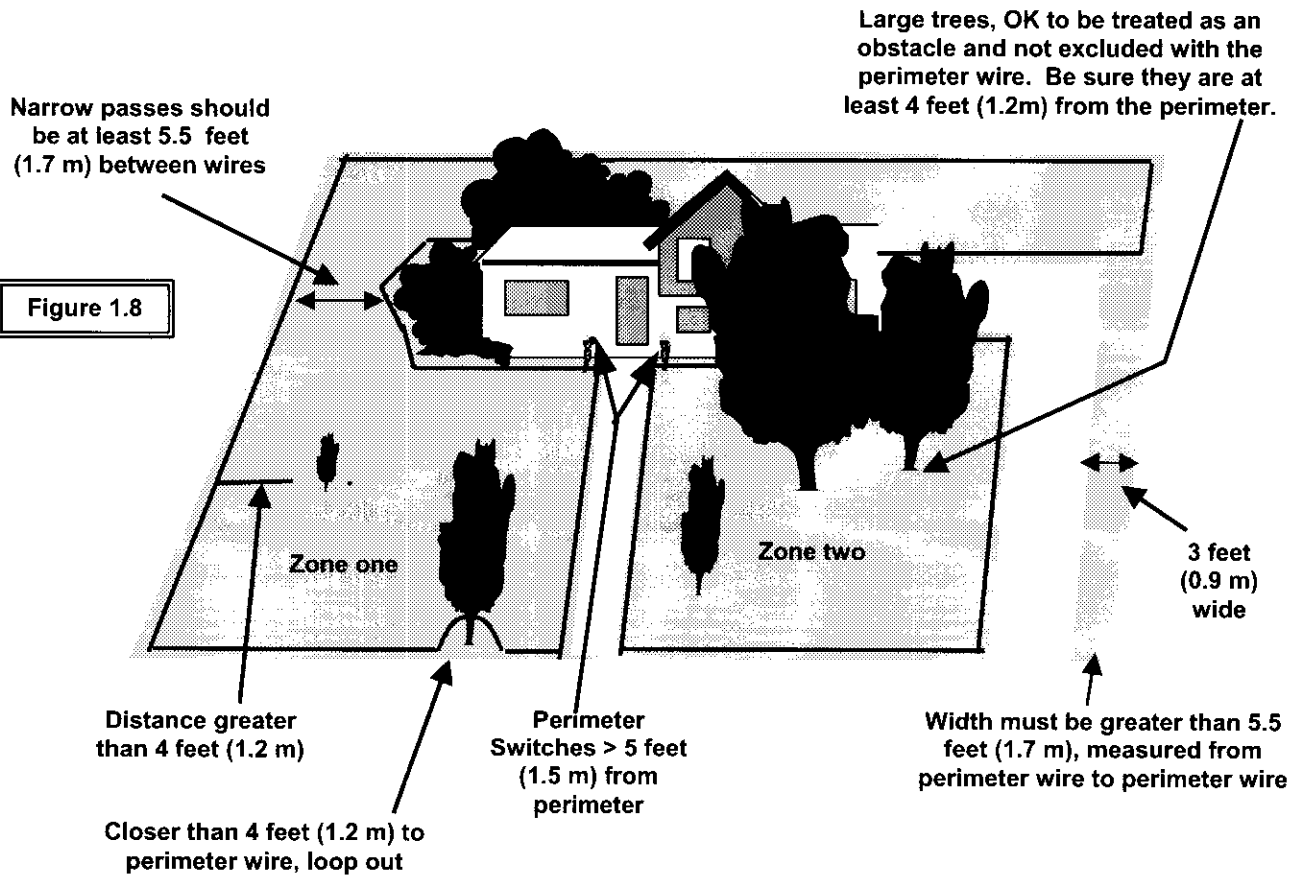 Large trees, OK to be treated as an
obstacle and not excluded with the
perimeter wire. Be sure they are at
least 4 feet (1.2m) from the perimeter.
Narrow passes should
be at least 5.5 feet
(1.7 m) between wires
Figure 1.8
Zone one
Zone two
3 feet
(0.9 m)
wide
Distance greater
than 4 feet (1.2 m)
Perimeter
Switches > 5 feet
(1.5 m) from
perimeter
Width must be greater than 5.5
feet (1.7 m), measured from
perimeter wire to perimeter wire
Closer than 4 feet (1.2 m) to
perimeter wire, loop out